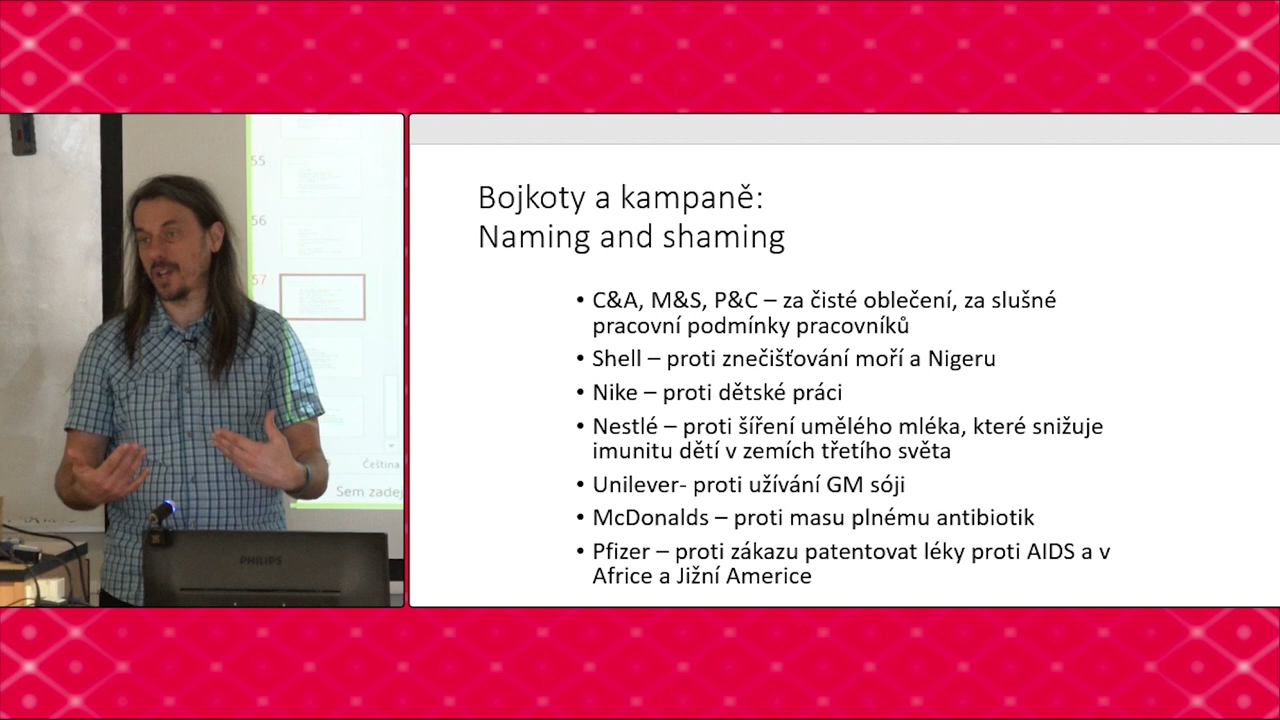 55
56
57
Čeština
Sem zadej
PHILIPS
Bojkoty a kampaně:
Naming and shaming
• C&A, M&S, P&C – za čisté oblečení, za slušné
pracovní podmínky pracovníků
• Shell – proti znečišťování moří a Nigeru
• Nike – proti dětské práci
• Nestlé – proti šíření umělého mléka, které snižuje
imunitu dětí v zemích třetího světa
• Unilever- proti užívání GM sóji
• McDonalds – proti masu plnému antibiotik
• Pfizer – proti zákazu patentovat léky proti AIDS a v
Africe a Jižní Americe